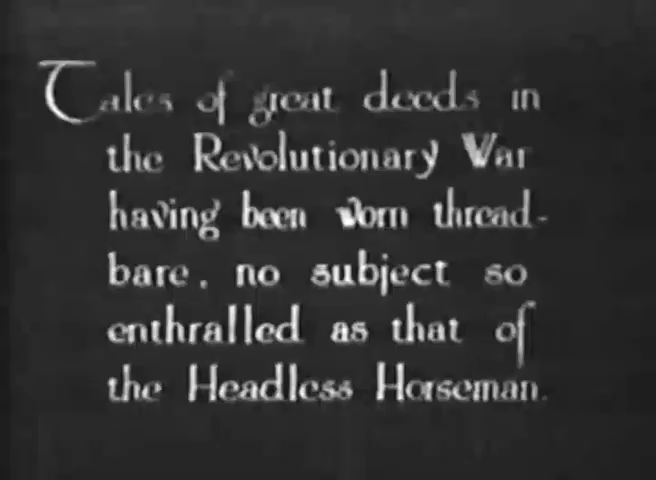 Tales of great deeds in
the Revolutionary War
having been worn thread-
bare, no subject so
enthralled as that of
the Headless Horseman.